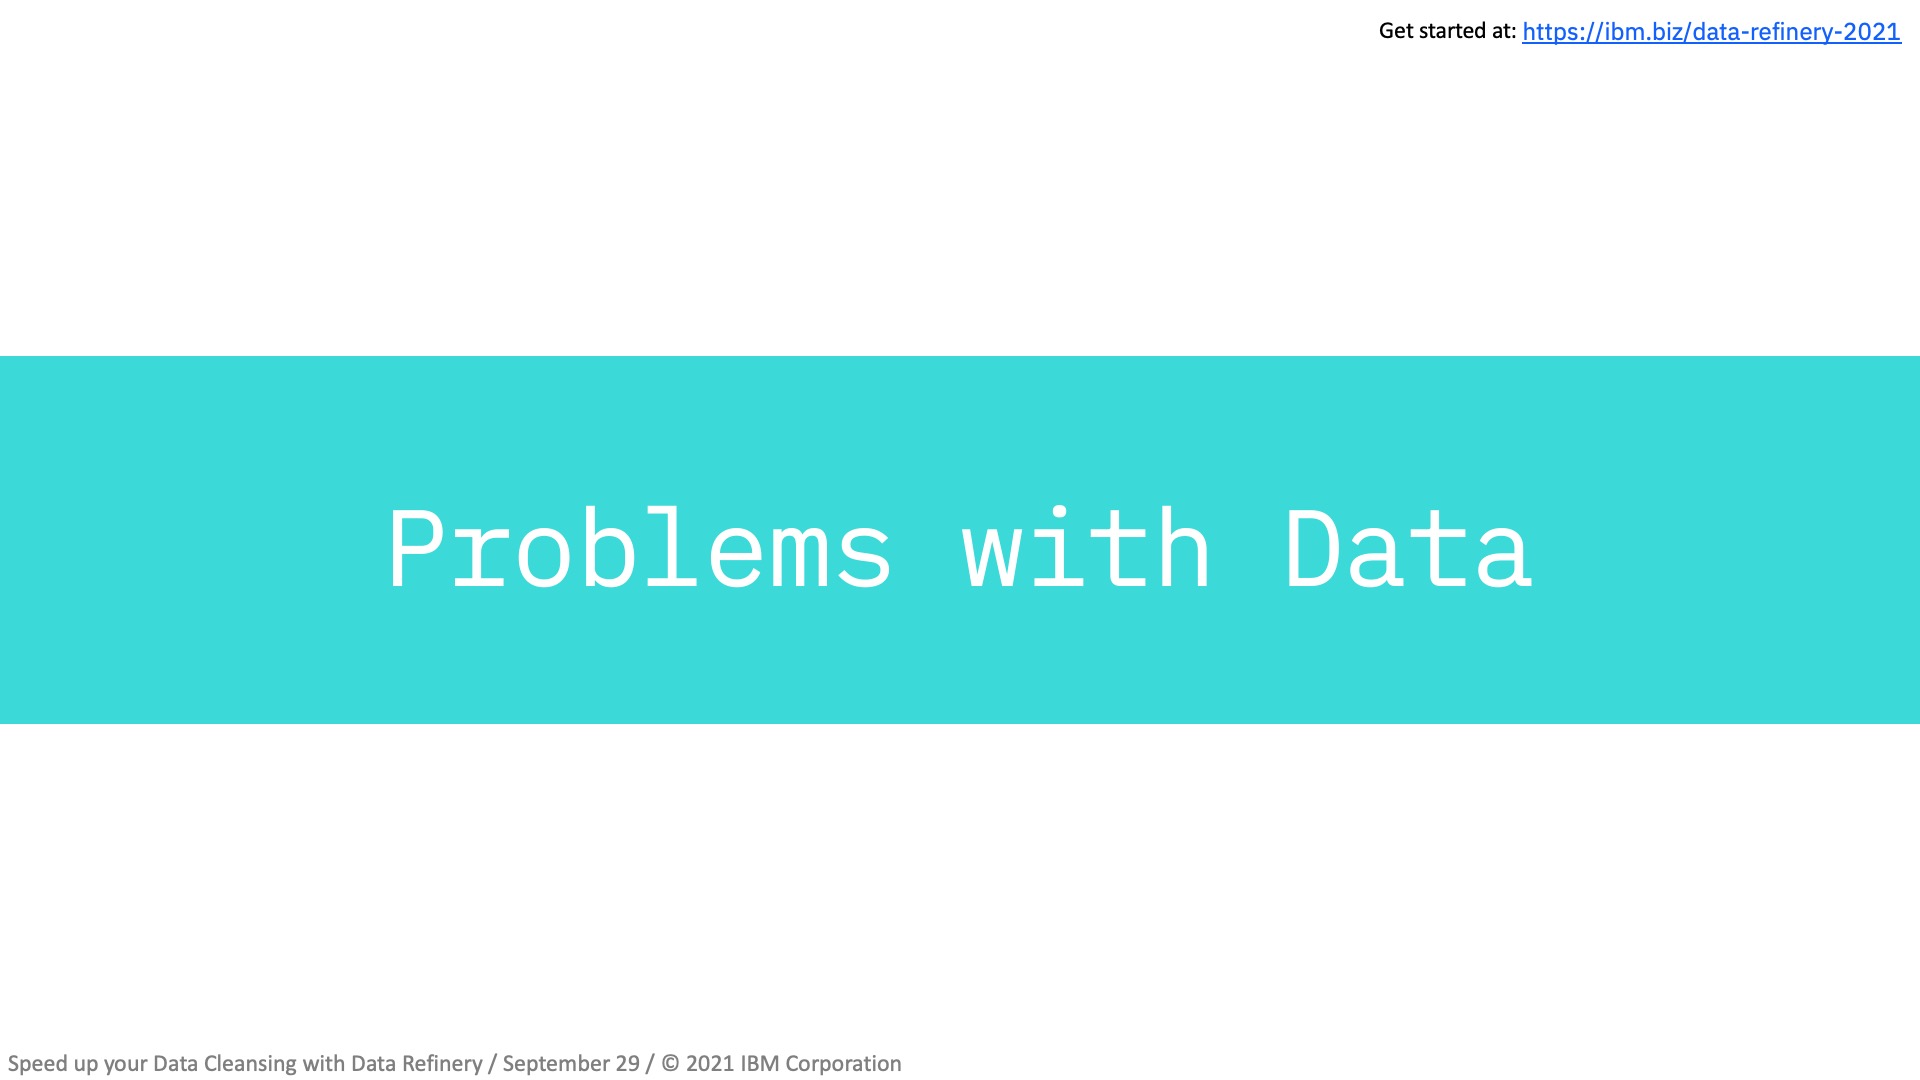 Get started at: https://ibm.biz/data-refinery-2021
Problems with Data
Speed up your Data Cleansing with Data Refinery / September 29 / © 2021 IBM Corporation